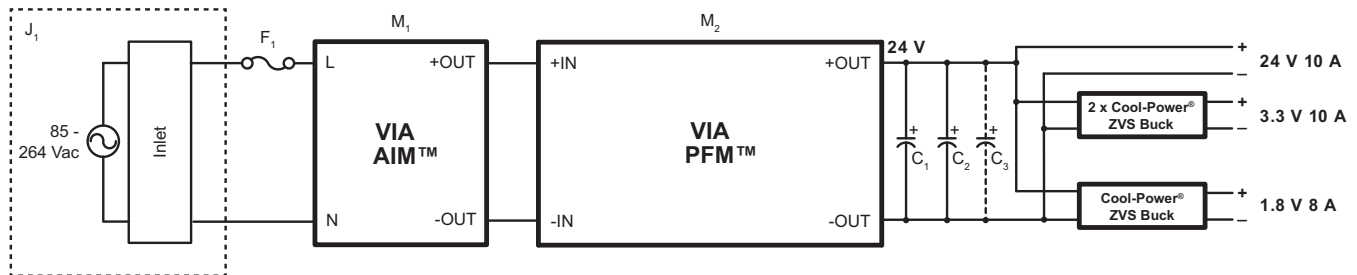 J₁
F₁
M₁
M₂
85 -
264 Vac
Inlet
L
N
+OUT
-OUT
VIA
AIM™
+IN
-IN
VIA
PFM™
+OUT
-OUT
24 V
+
C₁
+
C₂
+
C₃
+
–
24 V 10 A
2 x Cool-Power®
ZVS Buck
+
–
3.3 V 10 A
Cool-Power®
ZVS Buck
+
–
1.8 V 8 A